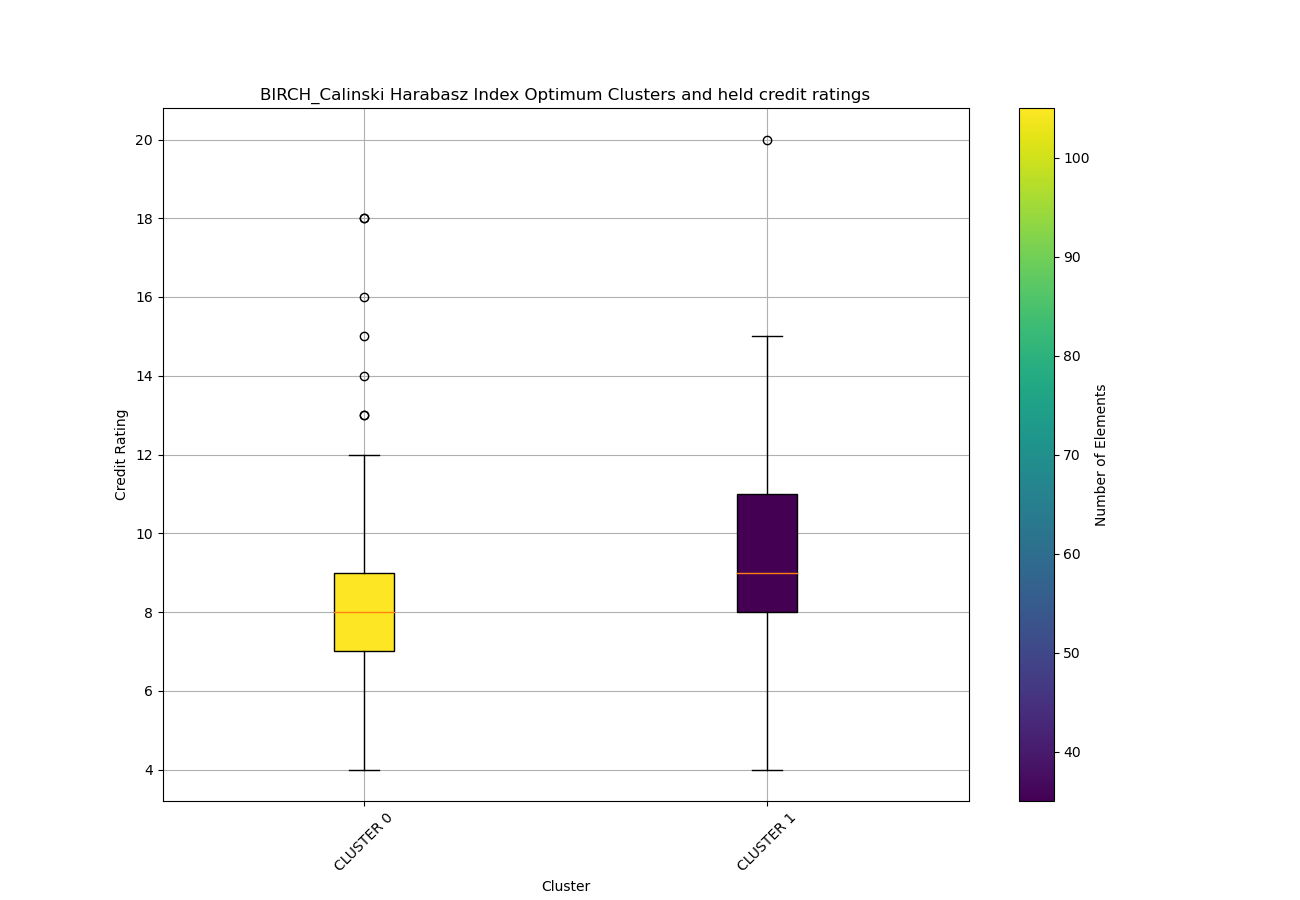 BIRCH_Calinski Harabasz Index Optimum Clusters and held credit ratings
20
18
16
14
12
10
8
6
4
Credit Rating
CLUSTER 0
CLUSTER 1
Cluster
100
90
80
70
60
50
40
Number of Elements